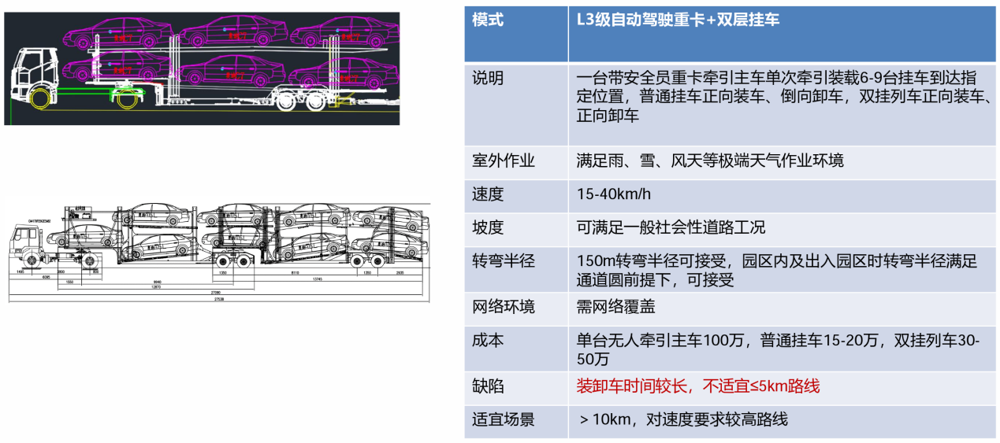 模式
L3级自动驾驶重卡+双层挂车
说明
一台带安全员重卡牵引主车单次牵引装载6-9台挂车到达指
定位置，普通挂车正向装车、倒向卸车，双挂列车正向装车、
正向卸车
室外作业
满足雨、雪、风天等极端天气作业环境
速度
15-40km/h
坡度
可满足一般社会性道路工况
转弯半径
150m转弯半径可接受，园区内及出入园区时转弯半径满足
通道圆前提下，可接受
网络环境
需网络覆盖
成本
单台无人牵引主车100万，普通挂车15-20万，双挂列车30-
50万
缺陷
装卸车时间较长，不适宜≤5km路线
适宜场景
＞10km，对速度要求较高路线
1495
3800
800
6095
1550
9940
12870
1350
8110
1350
2505
13745
27090
27538